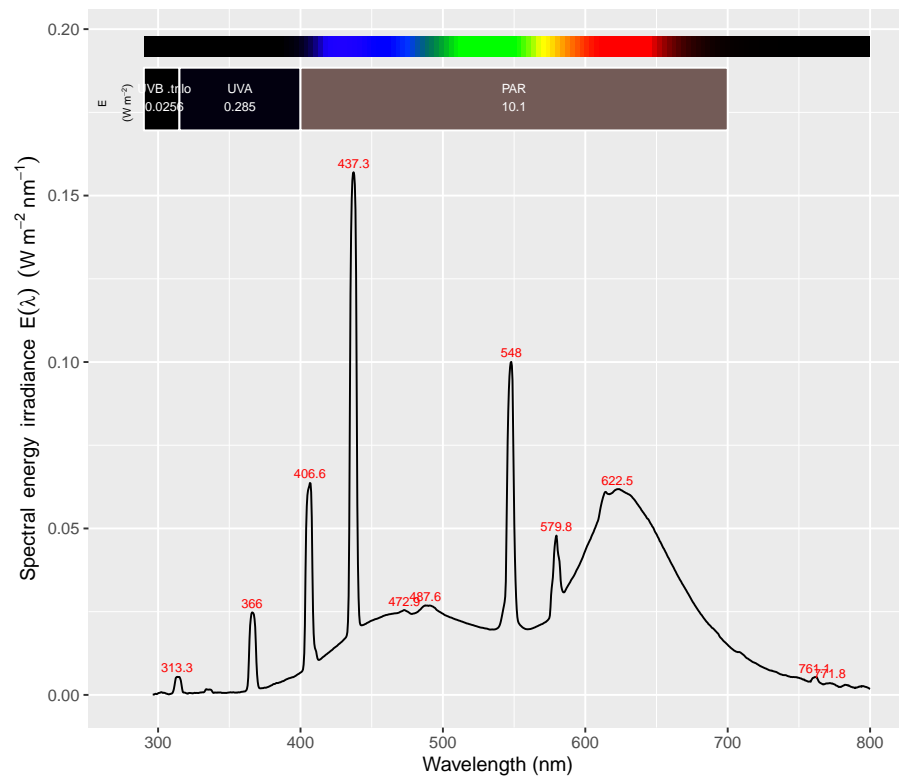 0.20
UVB .tr.lo
UVA
PAR
E
(W m⁻²)
0.0256
0.285
10.1
437.3
0.15
Spectral energy irradiance E(λ) (W m⁻² nm⁻¹)
548
0.10
406.6
622.5
0.05
579.8
366
472.9
487.6
313.3
761.1
771.8
0.00
300 400 500 600 700 800
Wavelength (nm)